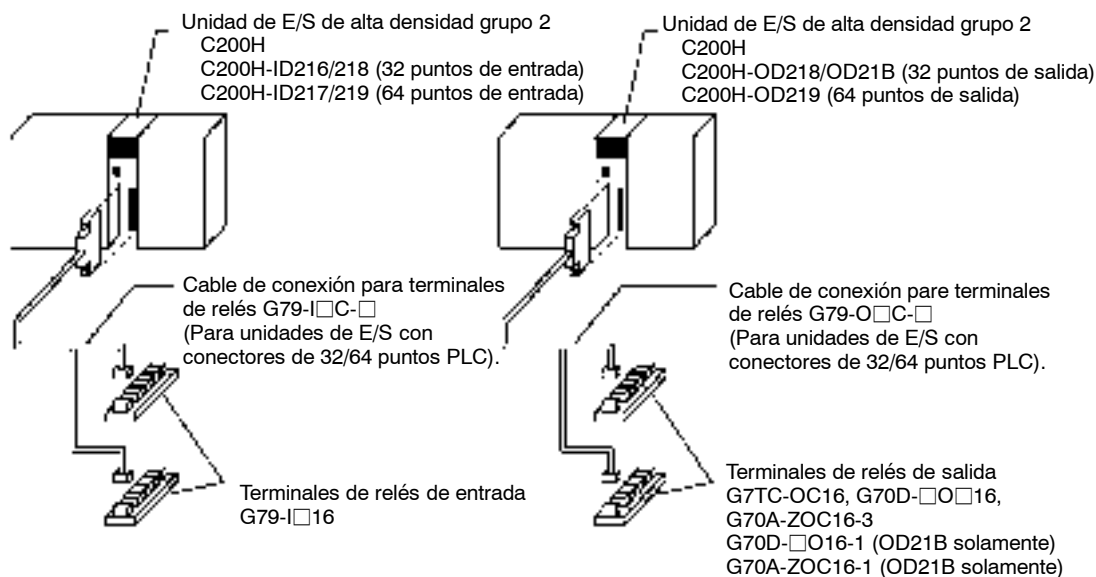 Unidad de E/S de alta densidad grupo 2
C200H
C200H-ID216/218 (32 puntos de entrada)
C200H-ID217/219 (64 puntos de entrada)
Unidad de E/S de alta densidad grupo 2
C200H
C200H-OD218/OD21B (32 puntos de salida)
C200H-OD219 (64 puntos de salida)
Cable de conexión para terminales
de relés G79-I□C-□
(Para unidades de E/S con
conectores de 32/64 puntos PLC).
Cable de conexión pare terminales
de relés G79-O□C-□
(Para unidades de E/S con
conectores de 32/64 puntos PLC).
Terminales de relés de entrada
G79-I□16
Terminales de relés de salida
G7TC-OC16, G70D-□O□16,
G70A-ZOC16-3
G70D-□O16-1 (OD21B solamente)
G70A-ZOC16-1 (OD21B solamente)